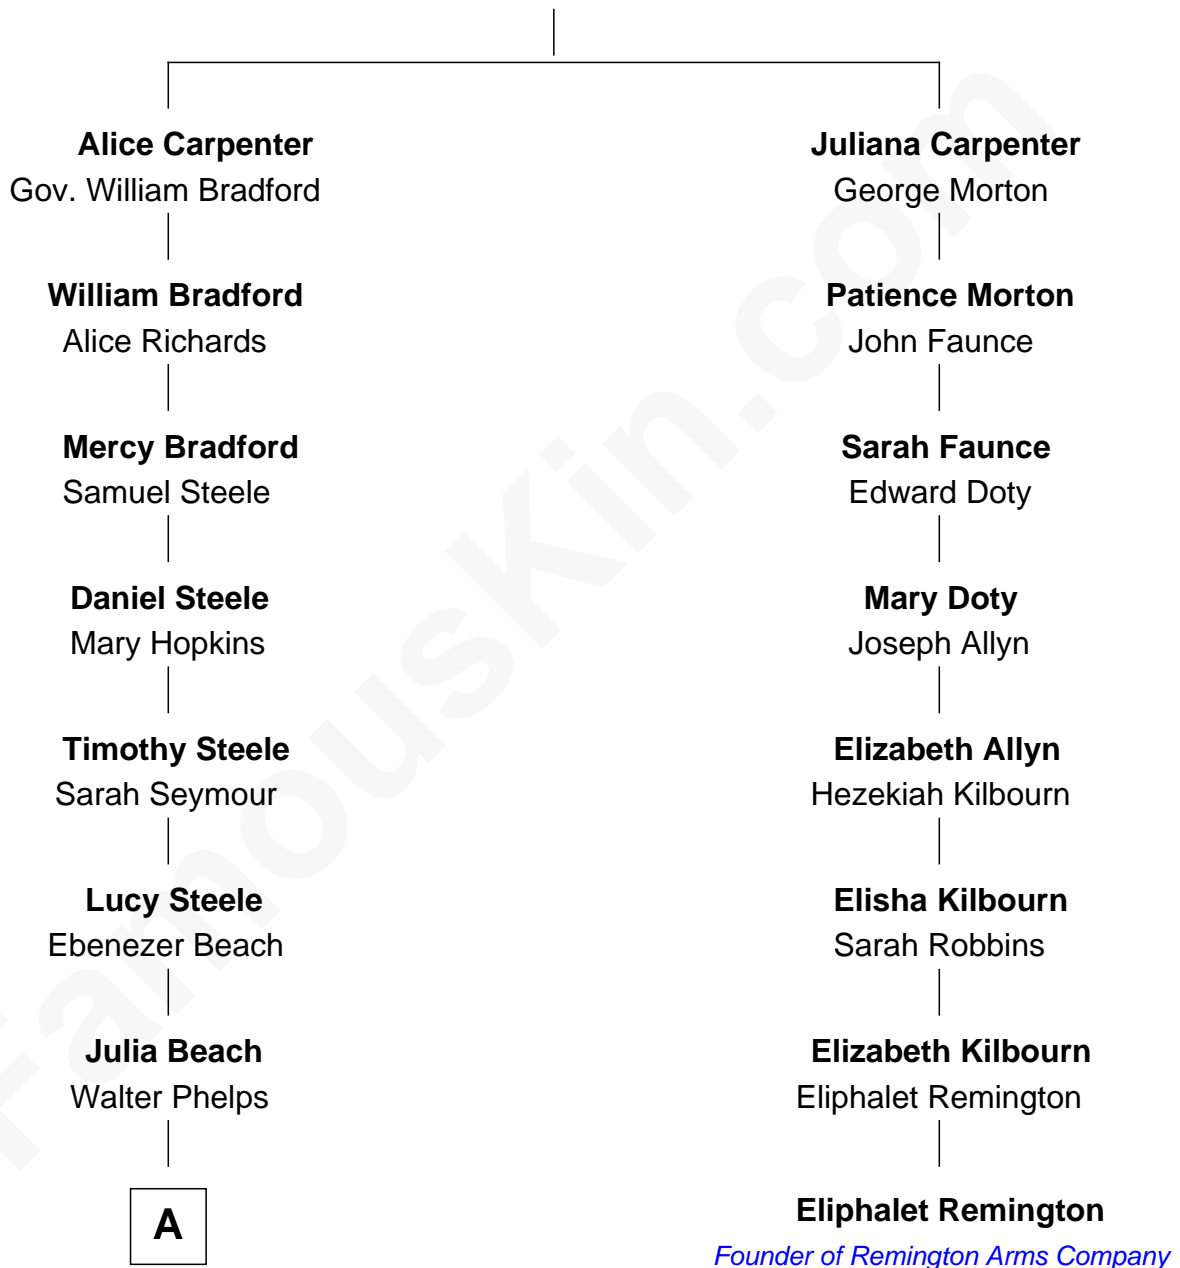 Alice Carpenter
Gov. William Bradford
William Bradford
Alice Richards
Mercy Bradford
Samuel Steele
Daniel Steele
Mary Hopkins
Timothy Steele
Sarah Seymour
Lucy Steele
Ebenezer Beach
Julia Beach
Walter Phelps
A
Juliana Carpenter
George Morton
Patience Morton
John Faunce
Sarah Faunce
Edward Doty
Mary Doty
Joseph Allyn
Elizabeth Allyn
Hezekiah Kilbourn
Elisha Kilbourn
Sarah Robbins
Elizabeth Kilbourn
Eliphalet Remington
Eliphalet Remington
Founder of Remington Arms Company
FamousKin.com